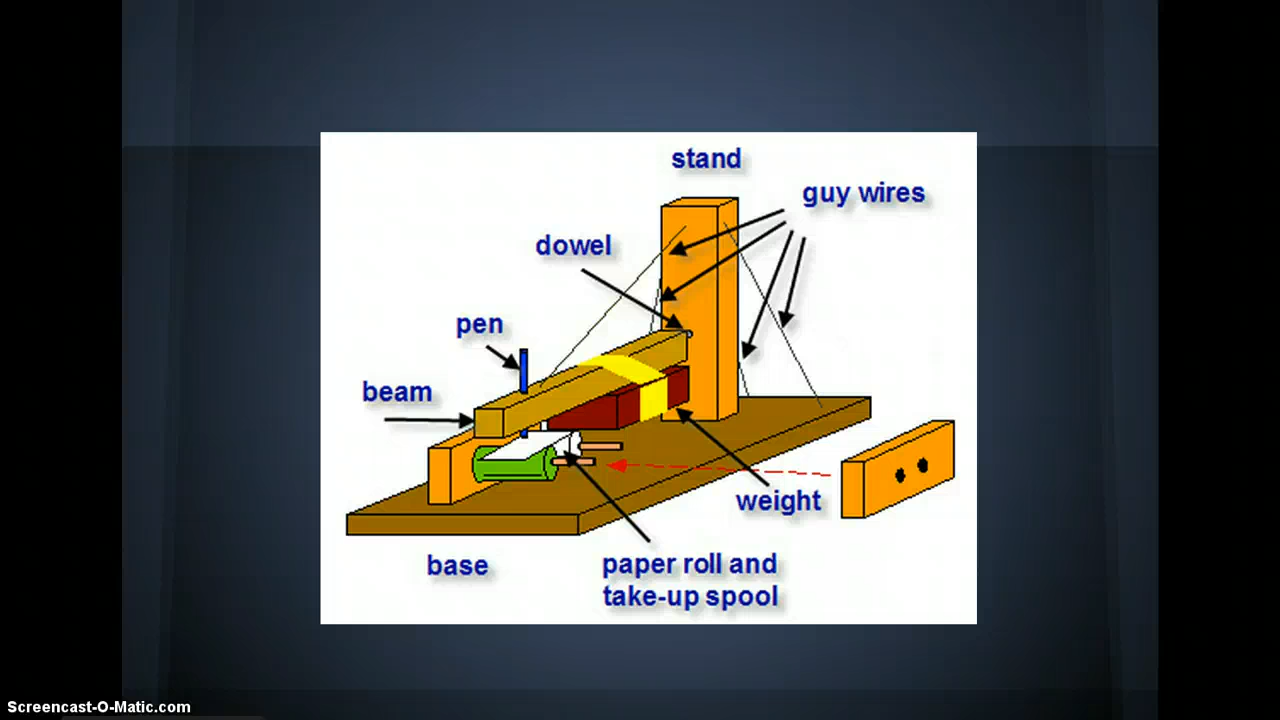 stand
guy wires
dowel
pen
beam
weight
base
paper roll and
take-up spool
Screencast-O-Matic.com